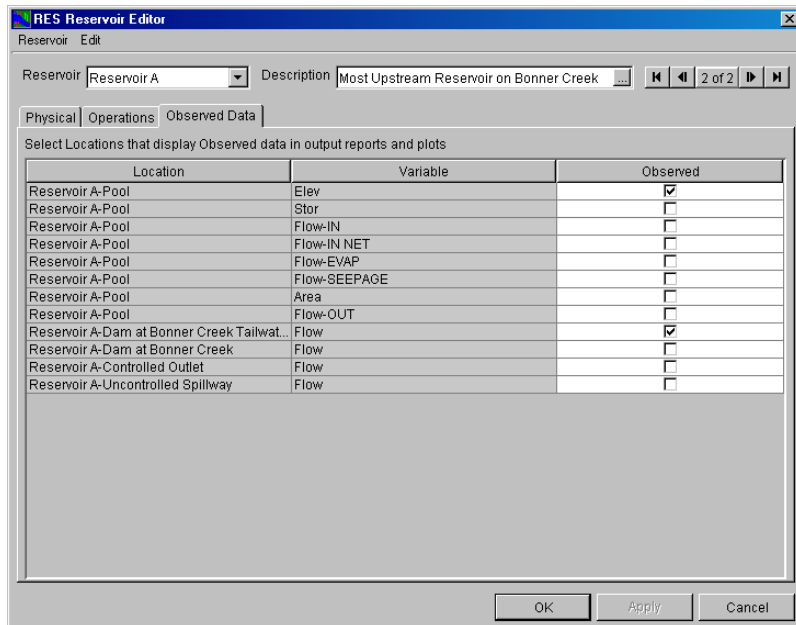 RES Reservoir Editor
Reservoir Edit
Reservoir Reservoir A Description Most Upstream Reservoir on Bonner Creek ... 2 of 2
Physical Operations Observed Data
Select Locations that display Observed data in output reports and plots
Location Variable Observed
Reservoir A-Pool Elev
Reservoir A-Pool Stor
Reservoir A-Pool Flow-IN
Reservoir A-Pool Flow-IN NET
Reservoir A-Pool Flow-EVAP
Reservoir A-Pool Flow-SEEPAGE
Reservoir A-Pool Area
Reservoir A-Pool Flow-OUT
Reservoir A-Dam at Bonner Creek Tailwat... Flow
Reservoir A-Dam at Bonner Creek Flow
Reservoir A-Controlled Outlet Flow
Reservoir A-Uncontrolled Spillway Flow
OK Apply Cancel